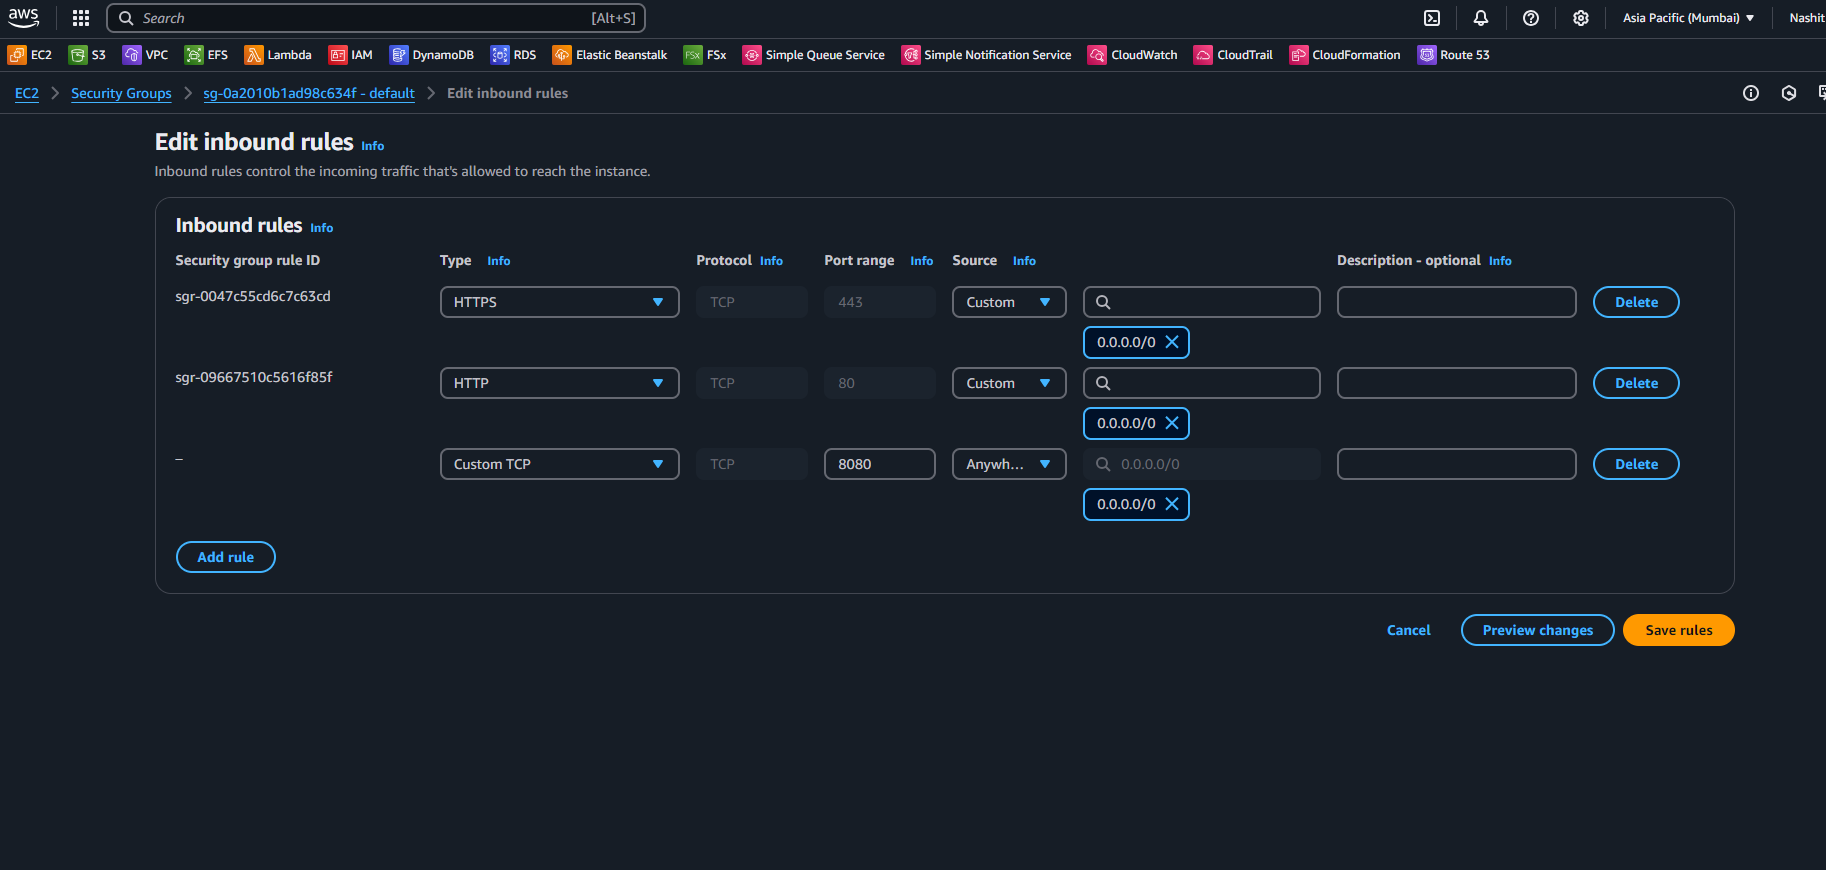 aws
Search [Alt+S]
Asia Pacific (Mumbai)
Nashit
EC2 S3 VPC EFS Lambda IAM DynamoDB RDS Elastic Beanstalk FSx FSx Simple Queue Service Simple Notification Service CloudWatch CloudTrail CloudFormation Route 53
EC2 > Security Groups > sg-0a2010b1ad98c634f - default > Edit inbound rules
Edit inbound rules Info
Inbound rules control the incoming traffic that's allowed to reach the instance.
Inbound rules Info
Security group rule ID Type Info Protocol Info Port range Info Source Info Description - optional Info
sgr-0047c55cd6c7c63cd HTTPS TCP 443 Custom Delete
0.0.0.0/0
sgr-09667510c5616f85f HTTP TCP 80 Custom Delete
0.0.0.0/0
– Custom TCP TCP 8080 Anywh... 0.0.0.0/0 Delete
0.0.0.0/0
Add rule
Cancel Preview changes Save rules